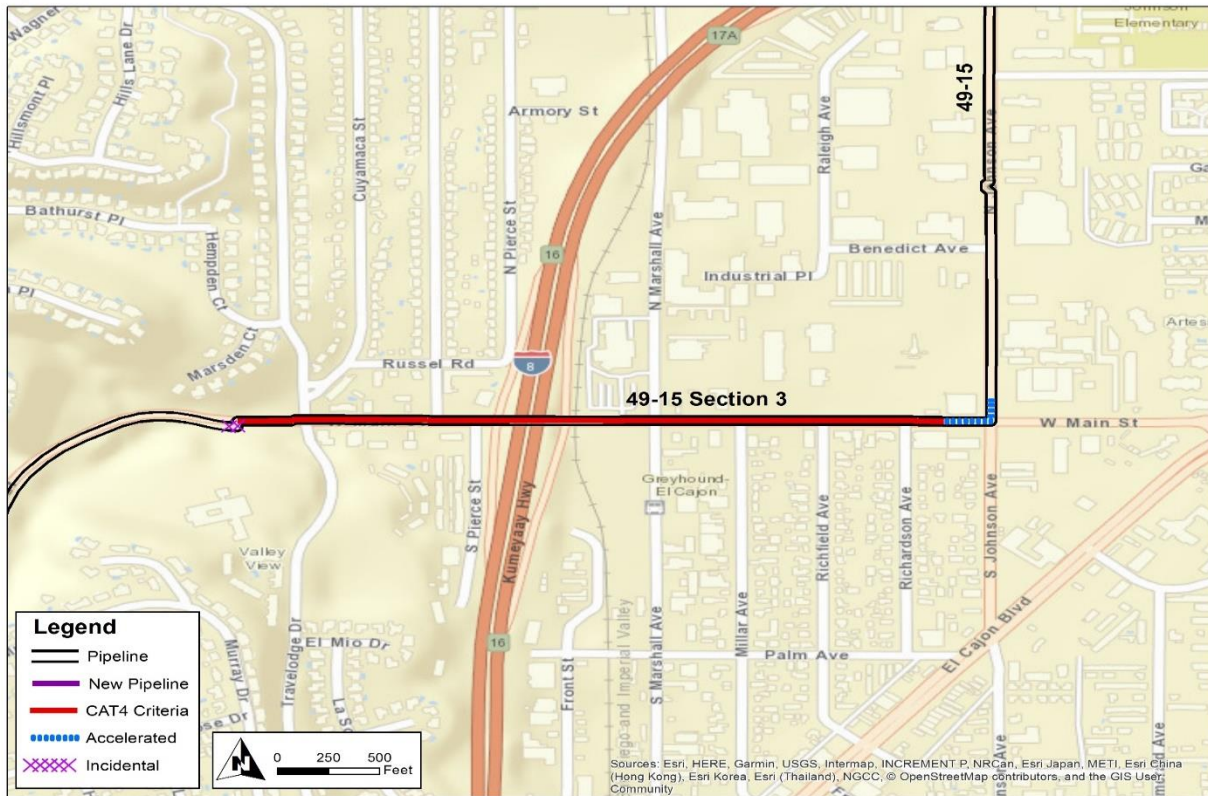 Wagner Dr
Hills Lane Dr
Hillsmont Pl
Cuyamaca St
Armory St
N Pierce St
17A
Raleigh Ave
49-15
Elementary
N Marshall Ave
Bathurst Pl
Hempden Ct
16
Benedict Ave
Industrial Pl
Marsden Ct
Russel Rd
8
49-15 Section 3
W Main St
S Pierce St
Kumeyaay Hwy
Greyhound-
El Cajon
Richfield Ave
Richardson Ave
S Johnson Ave
Valley
View
Travelodge Dr
Murray Dr
El Mio Dr
16
Front St
S Marshall Ave
Millar Ave
Palm Ave
El Cajon Blvd
Legend
Pipeline
New Pipeline
CAT4 Criteria
Accelerated
Incidental
N
0 250 500
Feet
Sources: Esri, HERE, Garmin, USGS, Intermap, INCREMENT P, NRCan, Esri Japan, METI, Esri China
(Hong Kong), Esri Korea, Esri (Thailand), NGCC, © OpenStreetMap contributors, and the GIS User
Community